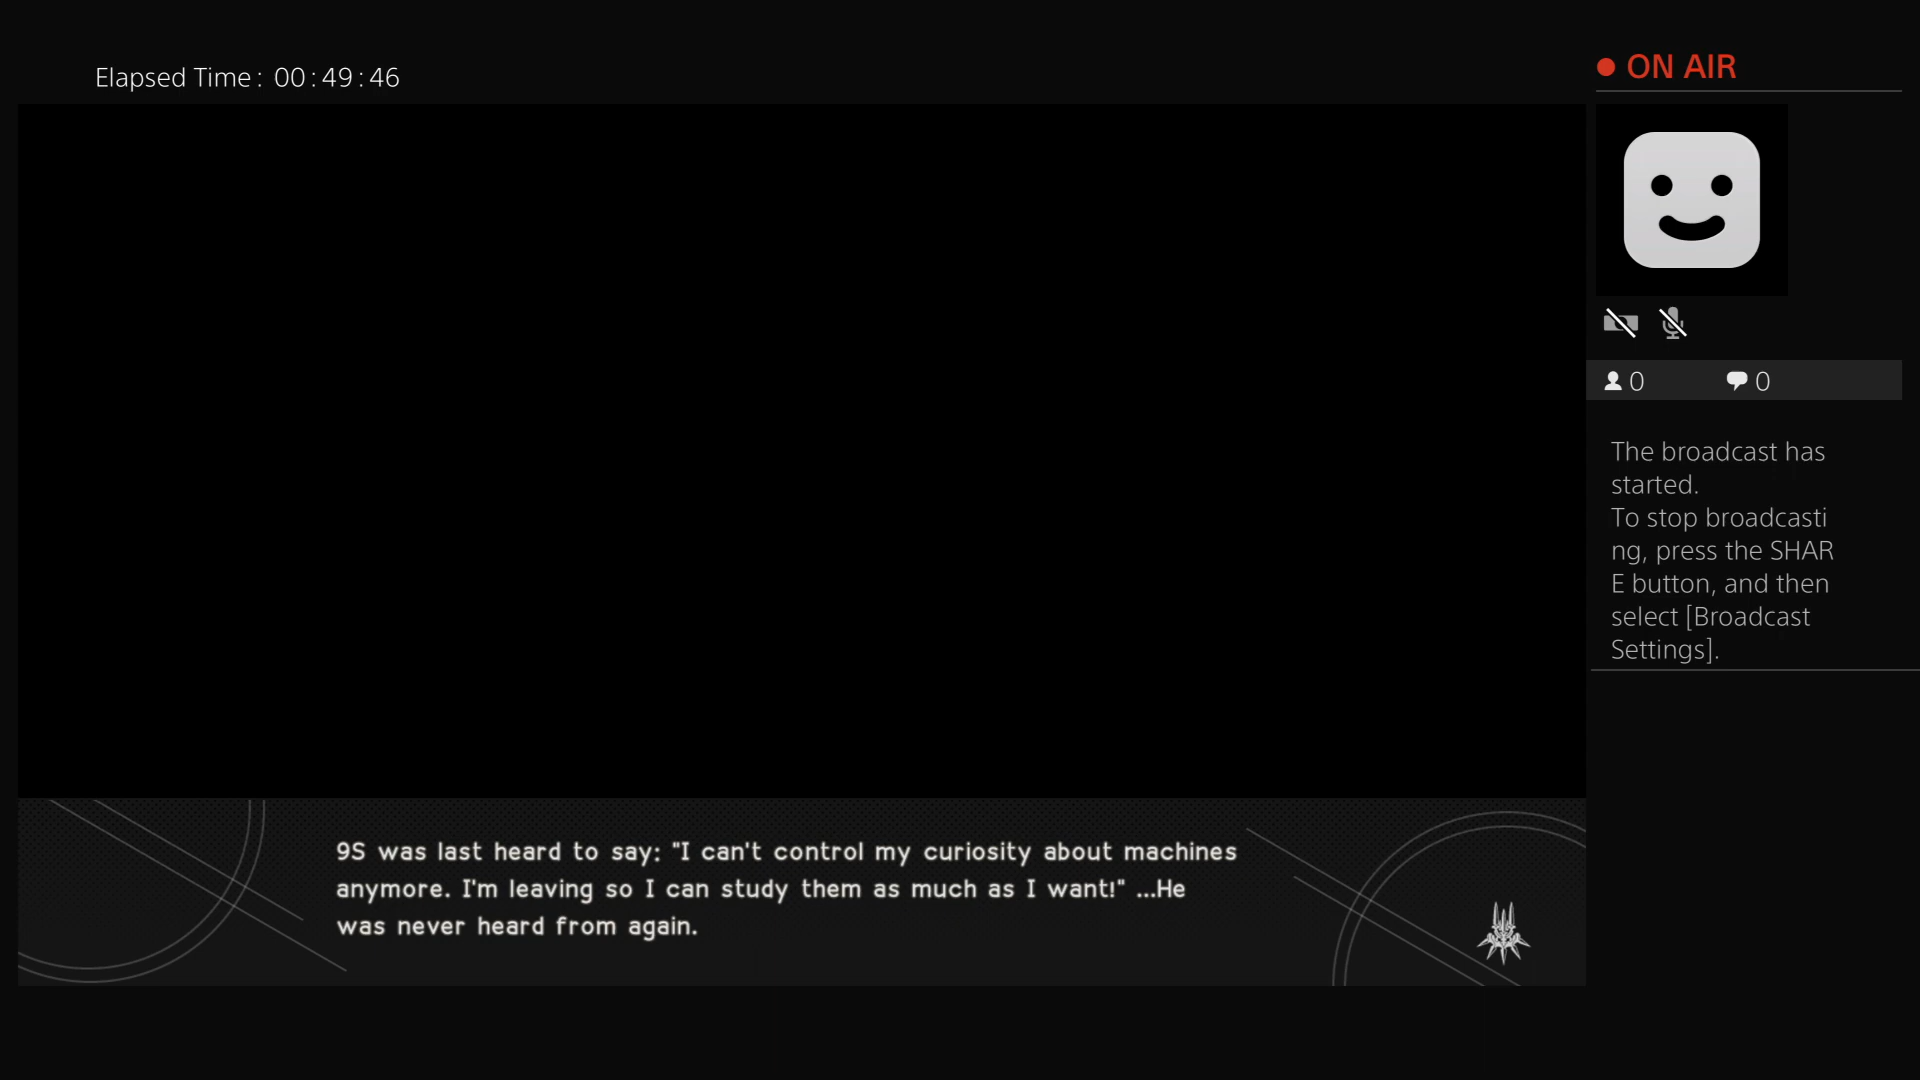 Elapsed Time: 00:49:46
ON AIR
0
0
The broadcast has
started.
To stop broadcasti
ng, press the SHAR
E button, and then
select [Broadcast
Settings].
9S was last heard to say: "I can't control my curiosity about machines
anymore. I'm leaving so I can study them as much as I want!" ...He
was never heard from again.